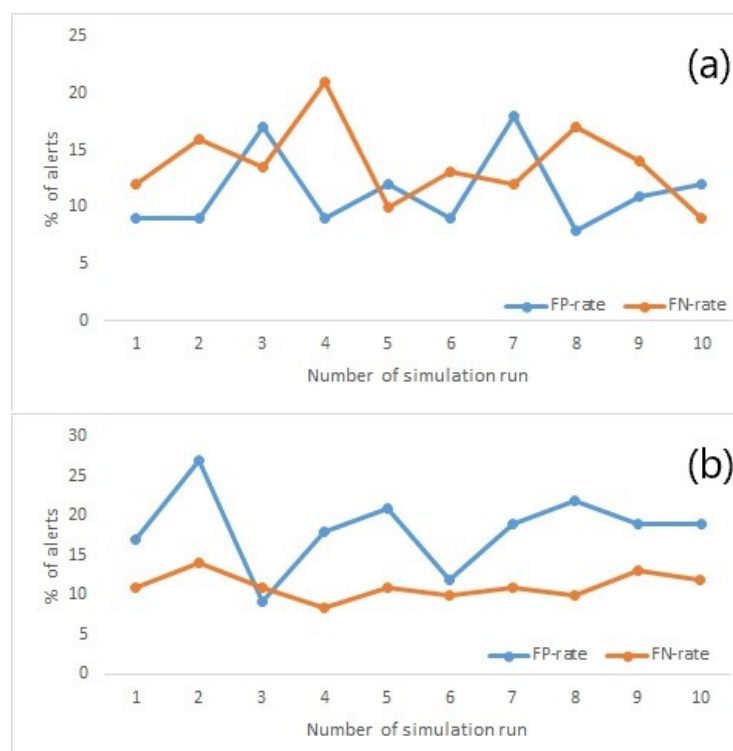 25
(a)
20
15
10
5
0
% of alerts
FP-rate FN-rate
1 2 3 4 5 6 7 8 9 10
Number of simulation run
30
(b)
25
20
15
10
5
0
% of alerts
FP-rate FN-rate
1 2 3 4 5 6 7 8 9 10
Number of simulation run